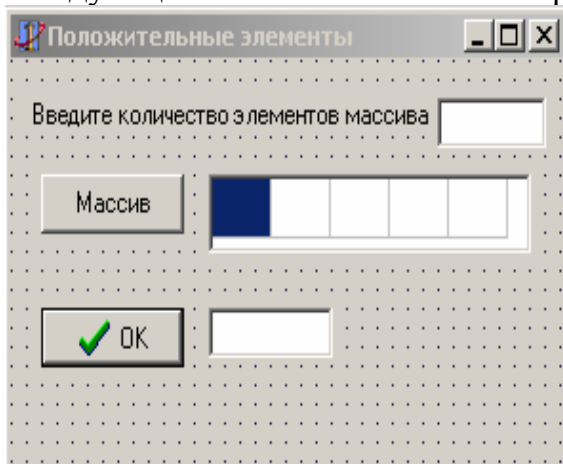 Положительные элементы
Введите количество элементов массива
Массив
OK